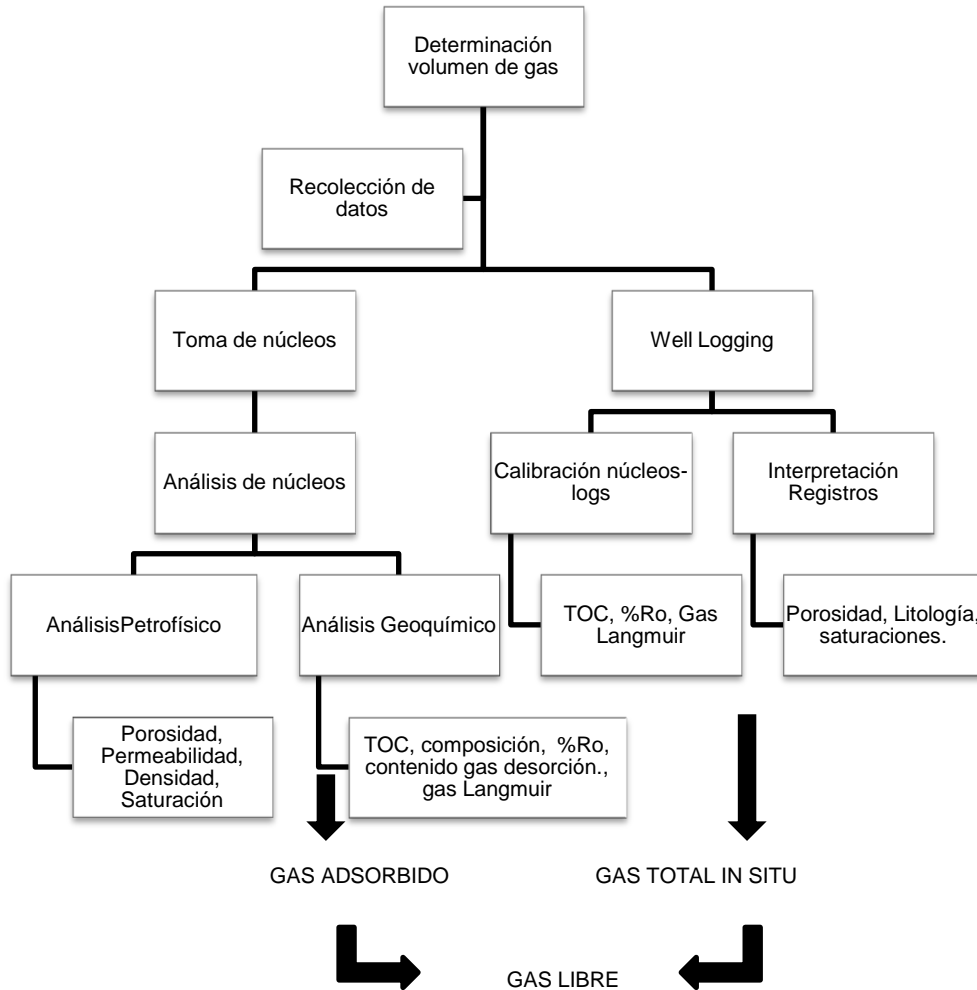 Determinación
volumen de gas
Recolección de
datos
Toma de núcleos
Well Logging
Análisis de núcleos
Calibración núcleos-
logs
Interpretación
Registros
AnálisisPetrofísico
Análisis Geoquímico
TOC, %Ro, Gas
Langmuir
Porosidad, Litología,
saturaciones.
Porosidad,
Permeabilidad,
Densidad,
Saturación
TOC, composición, %Ro,
contenido gas desorción.,
gas Langmuir
GAS ADSORBIDO
GAS TOTAL IN SITU
GAS LIBRE